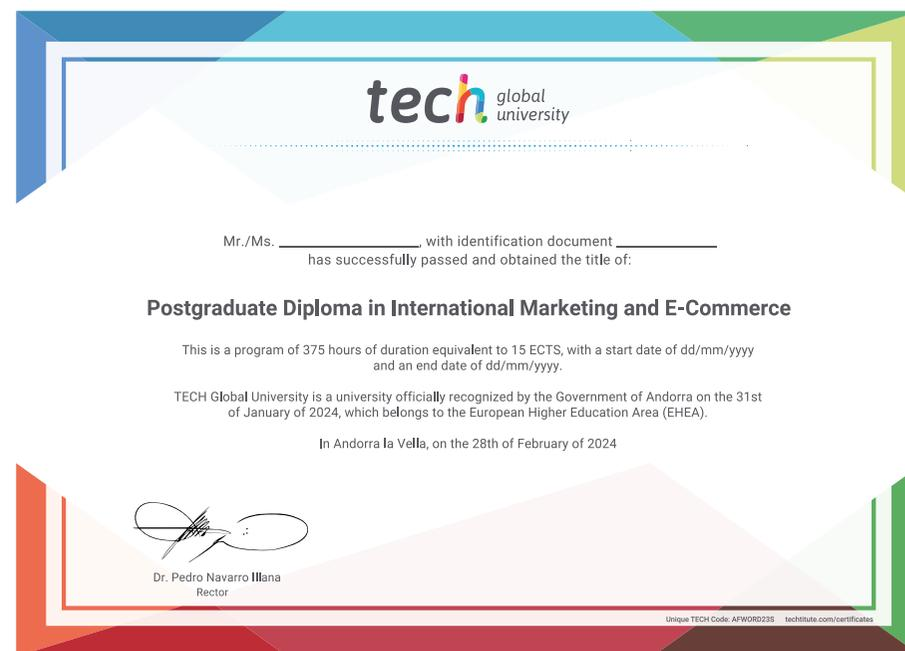 tech global
university
Mr./Ms. ______________, with identification document __________
has successfully passed and obtained the title of:
Postgraduate Diploma in International Marketing and E-Commerce
This is a program of 375 hours of duration equivalent to 15 ECTS, with a start date of dd/mm/yyyy
and an end date of dd/mm/yyyy.
TECH Global University is a university officially recognized by the Government of Andorra on the 31st
of January of 2024, which belongs to the European Higher Education Area (EHEA).
In Andorra la Vella, on the 28th of February of 2024
Dr. Pedro Navarro Illana
Rector
Unique TECH Code: AFWORD23S techtitute.com/certificates